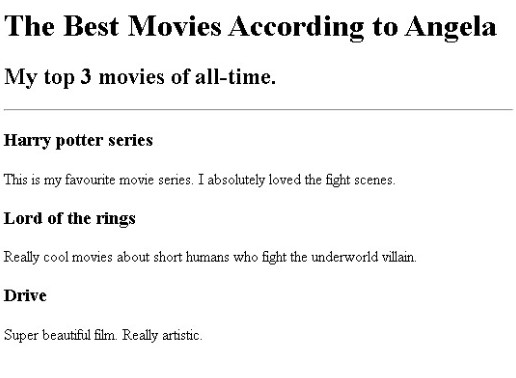 The Best Movies According to Angela
My top 3 movies of all-time.
Harry potter series
This is my favourite movie series. I absolutely loved the fight scenes.
Lord of the rings
Really cool movies about short humans who fight the underworld villain.
Drive
Super beautiful film. Really artistic.